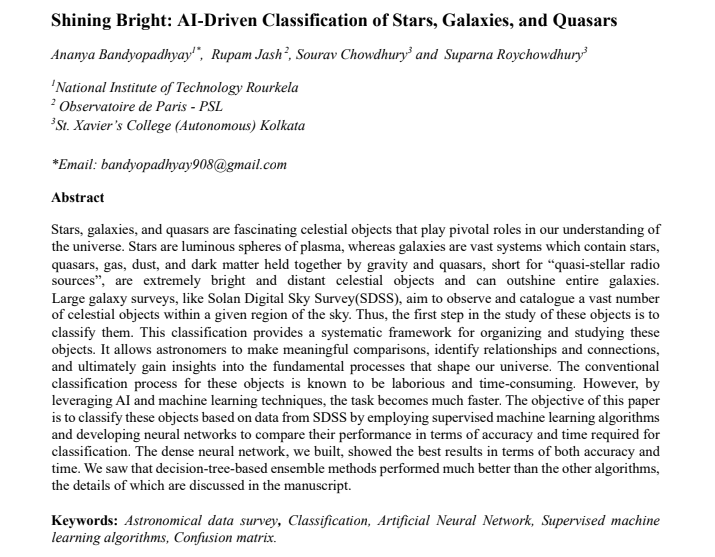 Shining Bright: AI-Driven Classification of Stars, Galaxies, and Quasars
Ananya Bandyopadhyay1*, Rupam Jash2, Sourav Chowdhury3 and Suparna Roychowdhury3
1National Institute of Technology Rourkela
2 Observatoire de Paris - PSL
3St. Xavier's College (Autonomous) Kolkata
*Email: bandyopadhyay908@gmail.com
Abstract
Stars, galaxies, and quasars are fascinating celestial objects that play pivotal roles in our understanding of
the universe. Stars are luminous spheres of plasma, whereas galaxies are vast systems which contain stars,
quasars, gas, dust, and dark matter held together by gravity and quasars, short for “quasi-stellar radio
sources”, are extremely bright and distant celestial objects and can outshine entire galaxies.
Large galaxy surveys, like Solan Digital Sky Survey(SDSS), aim to observe and catalogue a vast number
of celestial objects within a given region of the sky. Thus, the first step in the study of these objects is to
classify them. This classification provides a systematic framework for organizing and studying these
objects. It allows astronomers to make meaningful comparisons, identify relationships and connections,
and ultimately gain insights into the fundamental processes that shape our universe. The conventional
classification process for these objects is known to be laborious and time-consuming. However, by
leveraging AI and machine learning techniques, the task becomes much faster. The objective of this paper
is to classify these objects based on data from SDSS by employing supervised machine learning algorithms
and developing neural networks to compare their performance in terms of accuracy and time required for
classification. The dense neural network, we built, showed the best results in terms of both accuracy and
time. We saw that decision-tree-based ensemble methods performed much better than the other algorithms,
the details of which are discussed in the manuscript.
Keywords: Astronomical data survey, Classification, Artificial Neural Network, Supervised machine
learning algorithms, Confusion matrix.